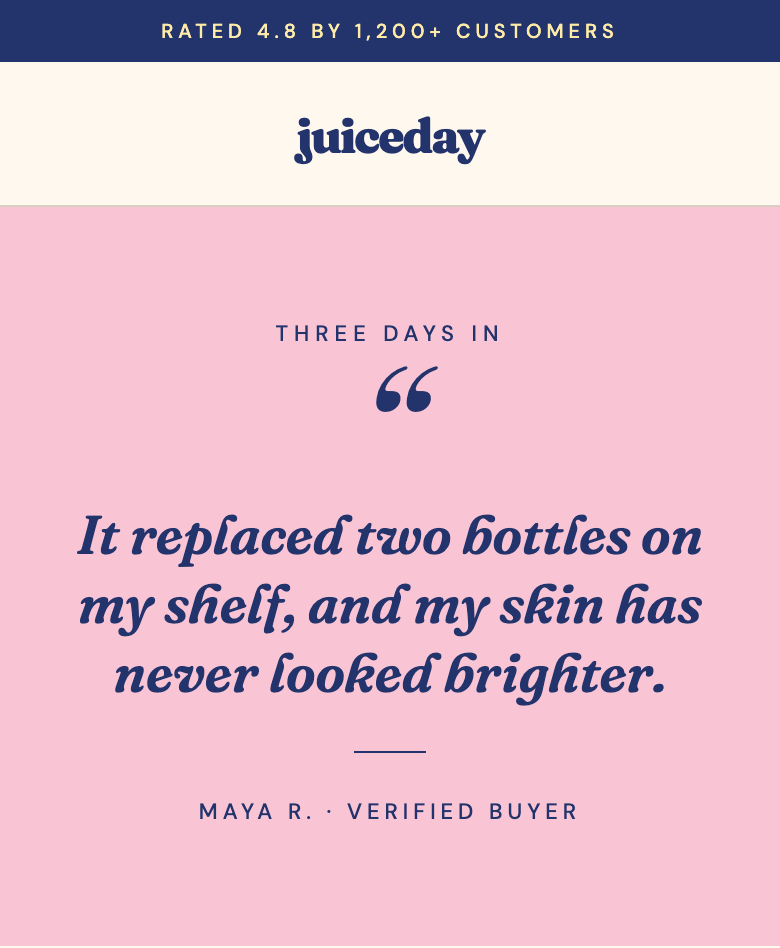 RATED 4.8 BY 1,200+ CUSTOMERS
juiceday
THREE DAYS IN
“
It replaced two bottles on
my shelf, and my skin has
never looked brighter.
MAYA R. · VERIFIED BUYER